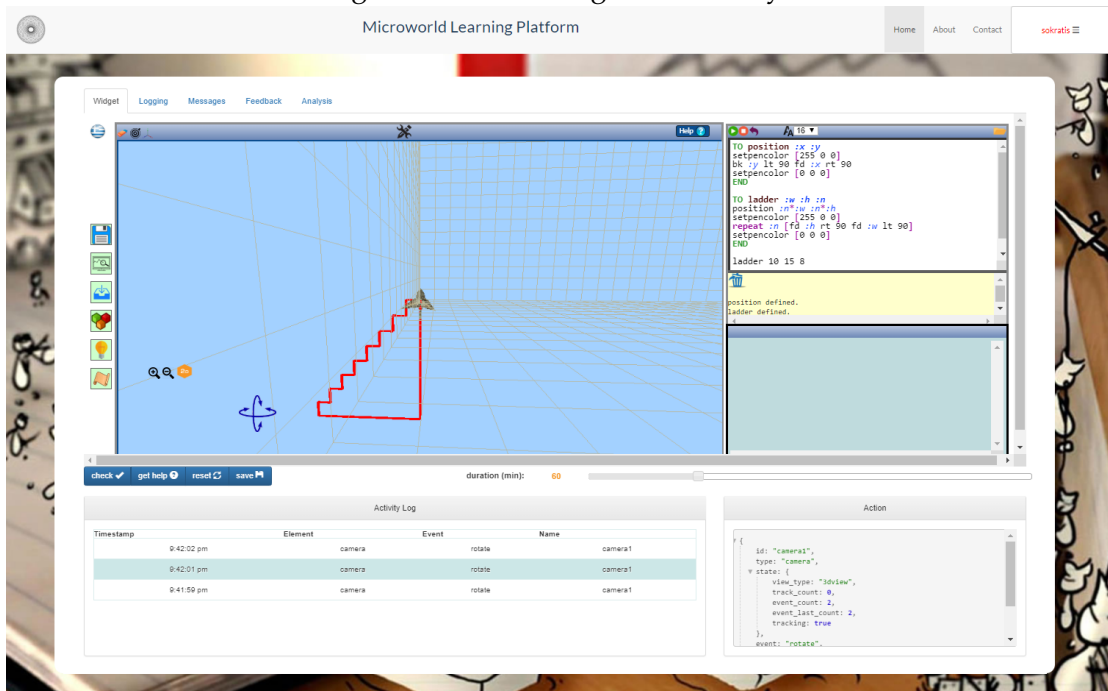 Microworld Learning Platform
Home About Contact sokratis
Widget Logging Messages Feedback Analysis
Help
16
TO position :x :y
setpencolor [255 0 0]
bk :y lt 90 fd :x rt 90
setpencolor [0 0 0]
END
TO ladder :w :h :n
position :n*:w :n*:h
setpencolor [255 0 0]
repeat :n [fd :h rt 90 fd :w lt 90]
setpencolor [0 0 0]
END
ladder 10 15 8
position defined.
ladder defined.
check get help reset save
duration (min): 60
Activity Log
Timestamp Element Event Name
9:42:02 pm camera rotate camera1
9:42:01 pm camera rotate camera1
9:41:59 pm camera rotate camera1
Action
{
id: "camera1",
type: "camera",
state: {
view_type: "3dview",
track_count: 0,
event_count: 2,
event_last_count: 2,
tracking: true
},
event: "rotate",